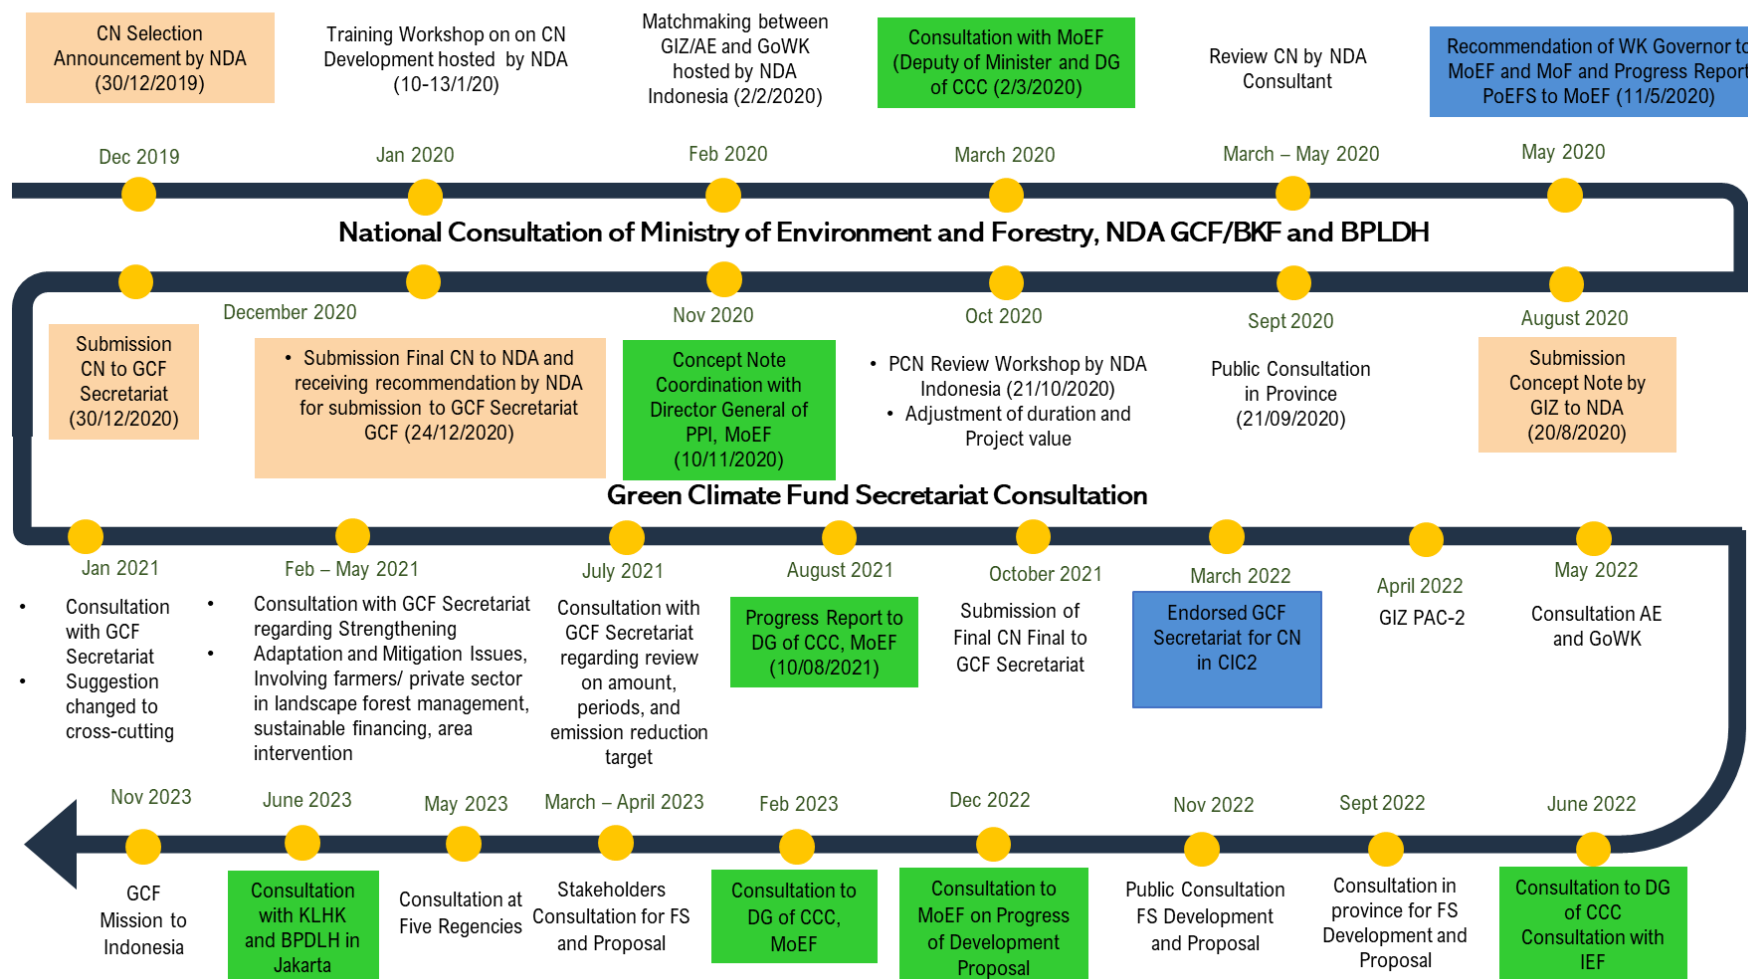 CN Selection
Announcement by NDA
(30/12/2019)
Training Workshop on on CN
Development hosted by NDA
(10-13/1/20)
Matchmaking between
GIZ/AE and GoWK
hosted by NDA
Indonesia (2/2/2020)
Consultation with MoEF
(Deputy of Minister and DG
of CCC (2/3/2020)
Review CN by NDA
Consultant
Recommendation of WK Governor to
MoEF and MoF and Progress Report
PoEFS to MoEF (11/5/2020)
Dec 2019
Jan 2020
Feb 2020
March 2020
March – May 2020
May 2020
National Consultation of Ministry of Environment and Forestry, NDA GCF/BKF and BPLDH
December 2020
Nov 2020
Oct 2020
Sept 2020
August 2020
Submission
CN to GCF
Secretariat
(30/12/2020)
• Submission Final CN to NDA and
receiving recommendation by NDA
for submission to GCF Secretariat
GCF (24/12/2020)
Concept Note
Coordination with
Director General of
PPI, MoEF
(10/11/2020)
• PCN Review Workshop by NDA
Indonesia (21/10/2020)
• Adjustment of duration and
Project value
Public Consultation
in Province
(21/09/2020)
Submission
Concept Note by
GIZ to NDA
(20/8/2020)
Green Climate Fund Secretariat Consultation
Jan 2021
Feb – May 2021
July 2021
August 2021
October 2021
March 2022
April 2022
May 2022
• Consultation
with GCF
Secretariat
• Suggestion
changed to
cross-cutting
• Consultation with GCF Secretariat
regarding Strengthening
• Adaptation and Mitigation Issues,
Involving farmers/ private sector
in landscape forest management,
sustainable financing, area
intervention
Consultation with
GCF Secretariat
regarding review
on amount,
periods, and
emission reduction
target
Progress Report to
DG of CCC, MoEF
(10/08/2021)
Submission of
Final CN Final to
GCF Secretariat
Endorsed GCF
Secretariat for CN
in CIC2
GIZ PAC-2
Consultation AE
and GoWK
Nov 2023
June 2023
May 2023
March – April 2023
Feb 2023
Dec 2022
Nov 2022
Sept 2022
June 2022
GCF
Mission to
Indonesia
Consultation
with KLHK
and BPDLH in
Jakarta
Consultation at
Five Regencies
Stakeholders
Consultation for FS
and Proposal
Consultation to
DG of CCC,
MoEF
Consultation to
MoEF on Progress
of Development
Proposal
Public Consultation
FS Development
and Proposal
Consultation in
province for FS
Development and
Proposal
Consultation to DG
of CCC
Consultation with
IEF